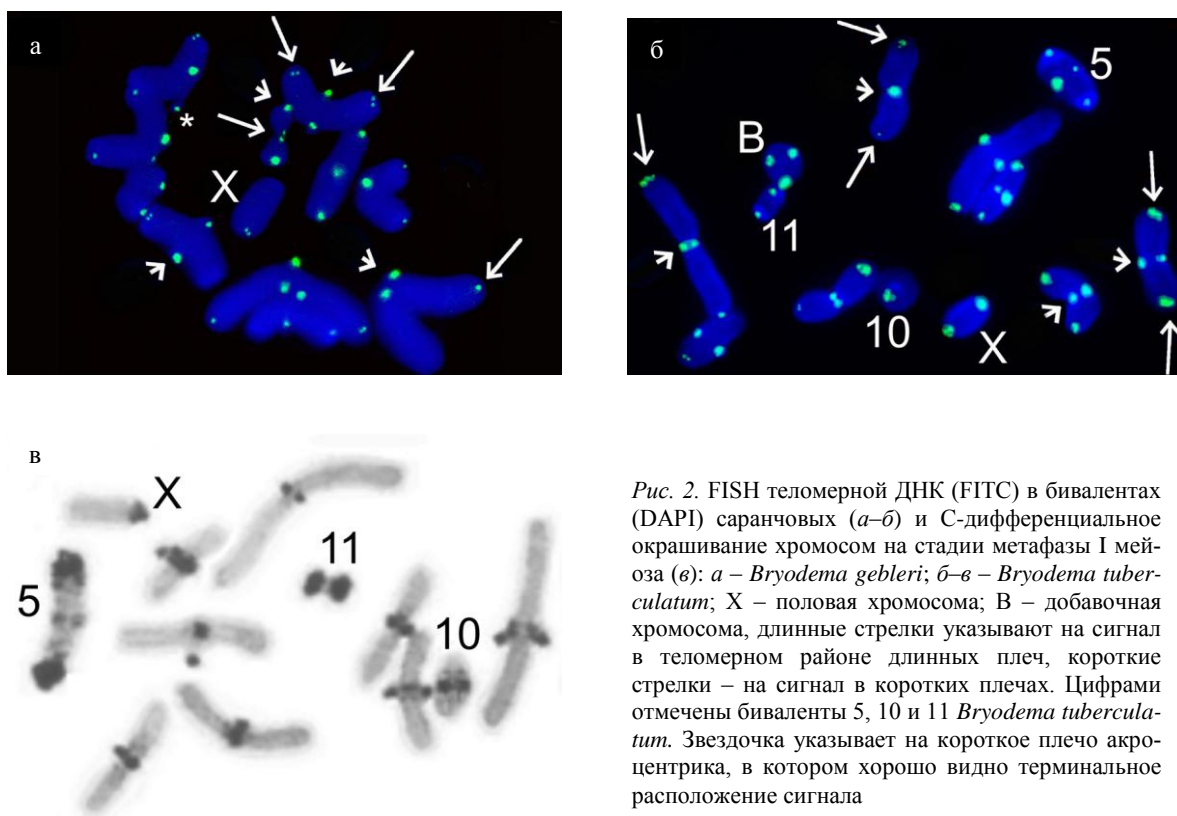 а
*
X
б
5
B
11
10
X
в
X
5
11
10
Рис. 2. FISH теломерной ДНК (FITC) в бивалентах
(DAPI) саранчовых (а–б) и С-дифференциальное
окрашивание хромосом на стадии метафазы I мей-
оза (в): а – Bryodema gebleri; б–в – Bryodema tuber-
culatum; X – половая хромосома; B – добавочная
хромосома, длинные стрелки указывают на сигнал
в теломерном районе длинных плеч, короткие
стрелки – на сигнал в коротких плечах. Цифрами
отмечены биваленты 5, 10 и 11 Bryodema tubercula-
tum. Звездочка указывает на короткое плечо акро-
центрика, в котором хорошо видно терминальное
расположение сигнала